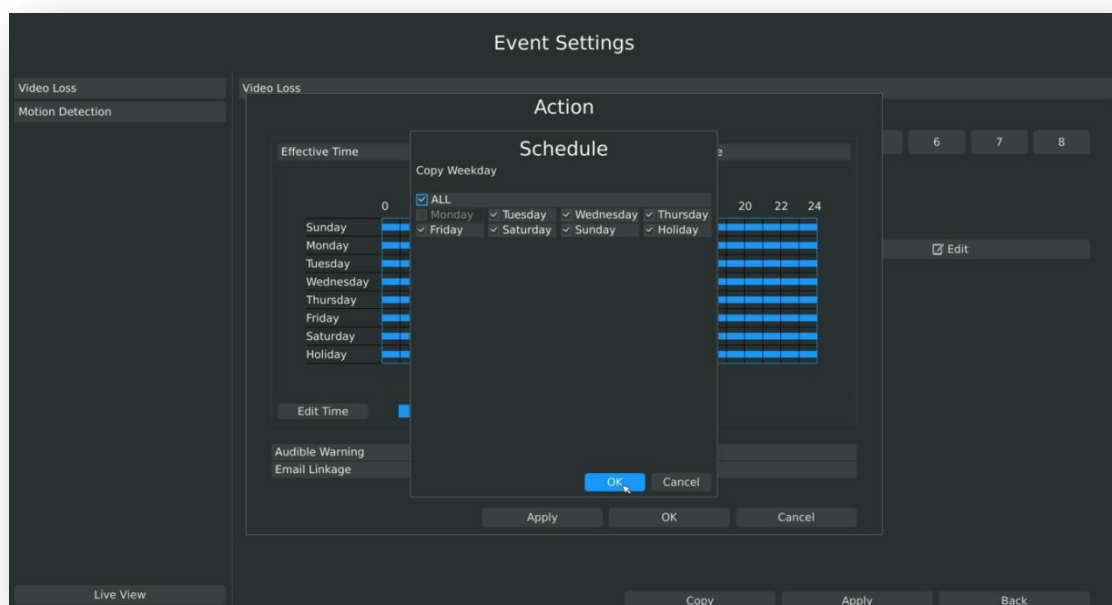 Event Settings
Video Loss
Motion Detection
Video Loss
Action
6 7 8
Effective Time
Schedule
Copy Weekday
ALL
Monday Tuesday Wednesday Thursday
Friday Saturday Sunday Holiday
0 20 22 24
Sunday
Monday
Tuesday
Wednesday
Thursday
Friday
Saturday
Holiday
Edit
Edit Time
Audible Warning
Email Linkage
OK Cancel
Apply OK Cancel
Live View
Copy Apply Back